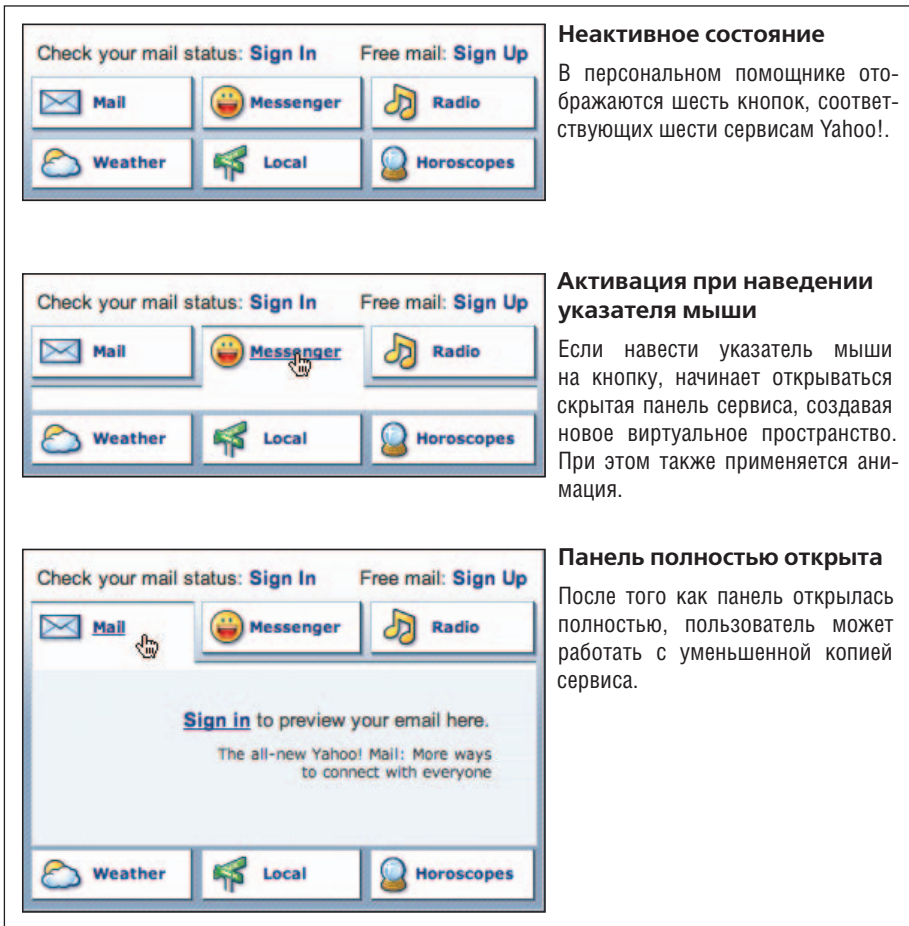 Check your mail status: Sign In Free mail: Sign Up
Mail Messenger Radio
Weather Local Horoscopes
Неактивное состояние
В персональном помощнике ото-
бражаются шесть кнопок, соответ-
ствующих шести сервисам Yahoo!.
Check your mail status: Sign In Free mail: Sign Up
Mail Messenger Radio
Weather Local Horoscopes
Активация при наведении
указателя мыши
Если навести указатель мыши
на кнопку, начинает открываться
скрытая панель сервиса, создавая
новое виртуальное пространство.
При этом также применяется ани-
мация.
Check your mail status: Sign In Free mail: Sign Up
Mail Messenger Radio
Sign in to preview your email here.
The all-new Yahoo! Mail: More ways
to connect with everyone
Weather Local Horoscopes
Панель полностью открыта
После того как панель открылась
полностью, пользователь может
работать с уменьшенной копией
сервиса.